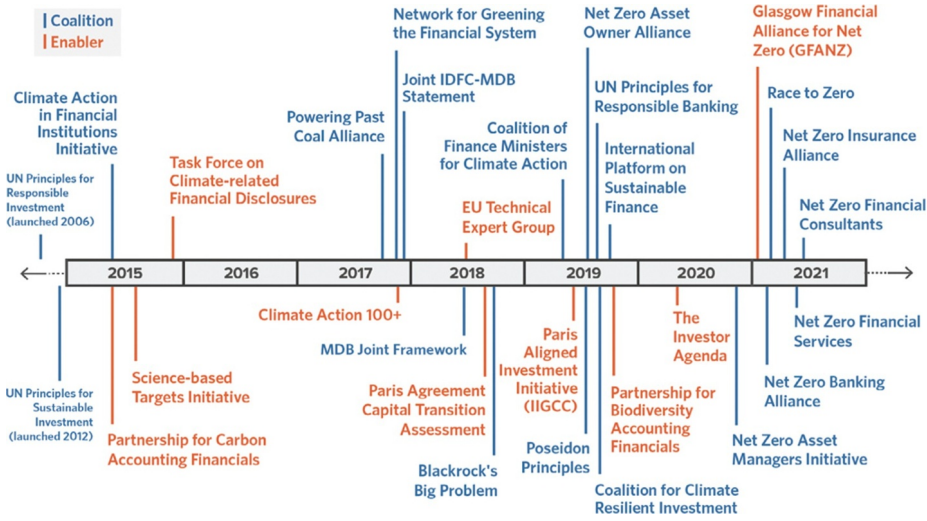 Coalition
Enabler
Climate Action
in Financial
Institutions
Initiative
UN Principles for
Responsible
Investment
(launched 2006)
Task Force on
Climate-related
Financial Disclosures
Powering Past
Coal Alliance
Network for Greening
the Financial System
Joint IDFC-MDB
Statement
Coalition of
Finance Ministers
for Climate Action
EU Technical
Expert Group
Net Zero Asset
Owner Alliance
UN Principles for
Responsible Banking
International
Platform on
Sustainable
Finance
Glasgow Financial
Alliance for Net
Zero (GFANZ)
Race to Zero
Net Zero Insurance
Alliance
Net Zero Financial
Consultants
2015
2016
2017
2018
2019
2020
2021
UN Principles for
Sustainable
Investment
(launched 2012)
Science-based
Targets Initiative
Partnership for Carbon
Accounting Financials
Climate Action 100+
MDB Joint Framework
Paris Agreement
Capital Transition
Assessment
Blackrock's
Big Problem
Paris
Aligned
Investment
Initiative
(IIGCC)
Poseidon
Principles
Coalition for Climate
Resilient Investment
Partnership for
Biodiversity
Accounting
Financials
The
Investor
Agenda
Net Zero Asset
Managers Initiative
Net Zero Banking
Alliance
Net Zero Financial
Services